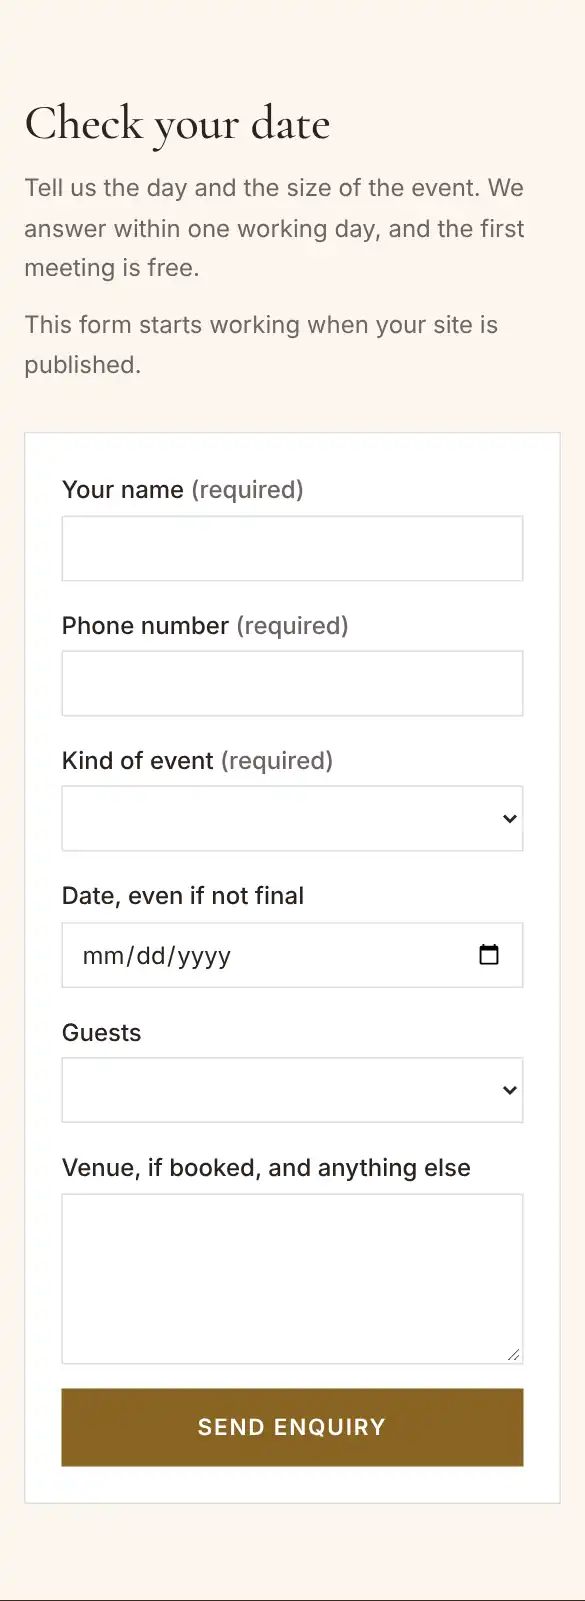 Check your date
Tell us the day and the size of the event. We
answer within one working day, and the first
meeting is free.
This form starts working when your site is
published.
Your name (required)
Phone number (required)
Kind of event (required)
Date, even if not final
mm/dd/yyyy
Guests
Venue, if booked, and anything else
SEND ENQUIRY